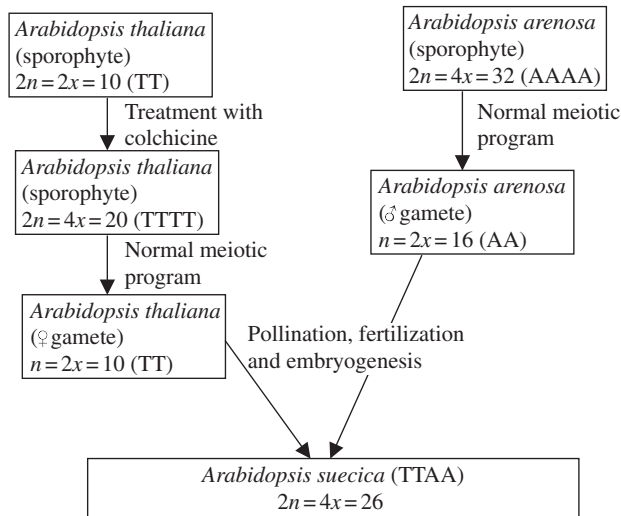 Arabidopsis thaliana
(sporophyte)
2n = 2x = 10 (TT)
Arabidopsis arenosa
(sporophyte)
2n = 4x = 32 (AAAA)
Treatment with
colchicine
Normal meiotic
program
Arabidopsis thaliana
(sporophyte)
2n = 4x = 20 (TTTT)
Arabidopsis arenosa
(♂ gamete)
n = 2x = 16 (AA)
Normal meiotic
program
Arabidopsis thaliana
(♀ gamete)
n = 2x = 10 (TT)
Pollination, fertilization
and embryogenesis
Arabidopsis suecica (TTAA)
2n = 4x = 26